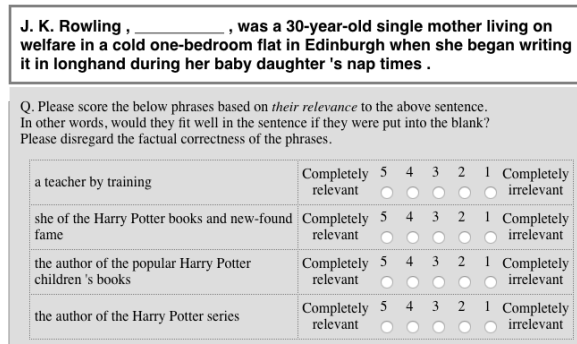 J. K. Rowling , ____________ , was a 30-year-old single mother living on
welfare in a cold one-bedroom flat in Edinburgh when she began writing
it in longhand during her baby daughter 's nap times .
Q. Please score the below phrases based on their relevance to the above sentence.
In other words, would they fit well in the sentence if they were put into the blank?
Please disregard the factual correctness of the phrases.
a teacher by training
Completely relevant 5 4 3 2 1 Completely irrelevant
she of the Harry Potter books and new-found fame
Completely relevant 5 4 3 2 1 Completely irrelevant
the author of the popular Harry Potter children 's books
Completely relevant 5 4 3 2 1 Completely irrelevant
the author of the Harry Potter series
Completely relevant 5 4 3 2 1 Completely irrelevant